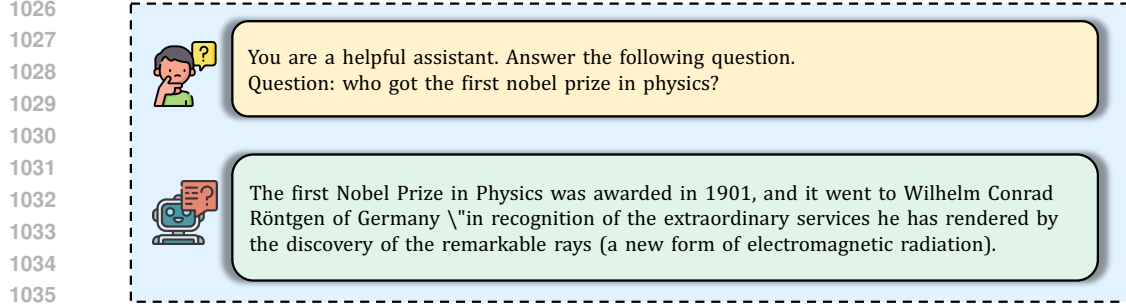 1026
1027
1028
1029
1030
1031
1032
1033
1034
1035
?
You are a helpful assistant. Answer the following question.
Question: who got the first nobel prize in physics?
?
The first Nobel Prize in Physics was awarded in 1901, and it went to Wilhelm Conrad
Röntgen of Germany \"in recognition of the extraordinary services he has rendered by
the discovery of the remarkable rays (a new form of electromagnetic radiation).